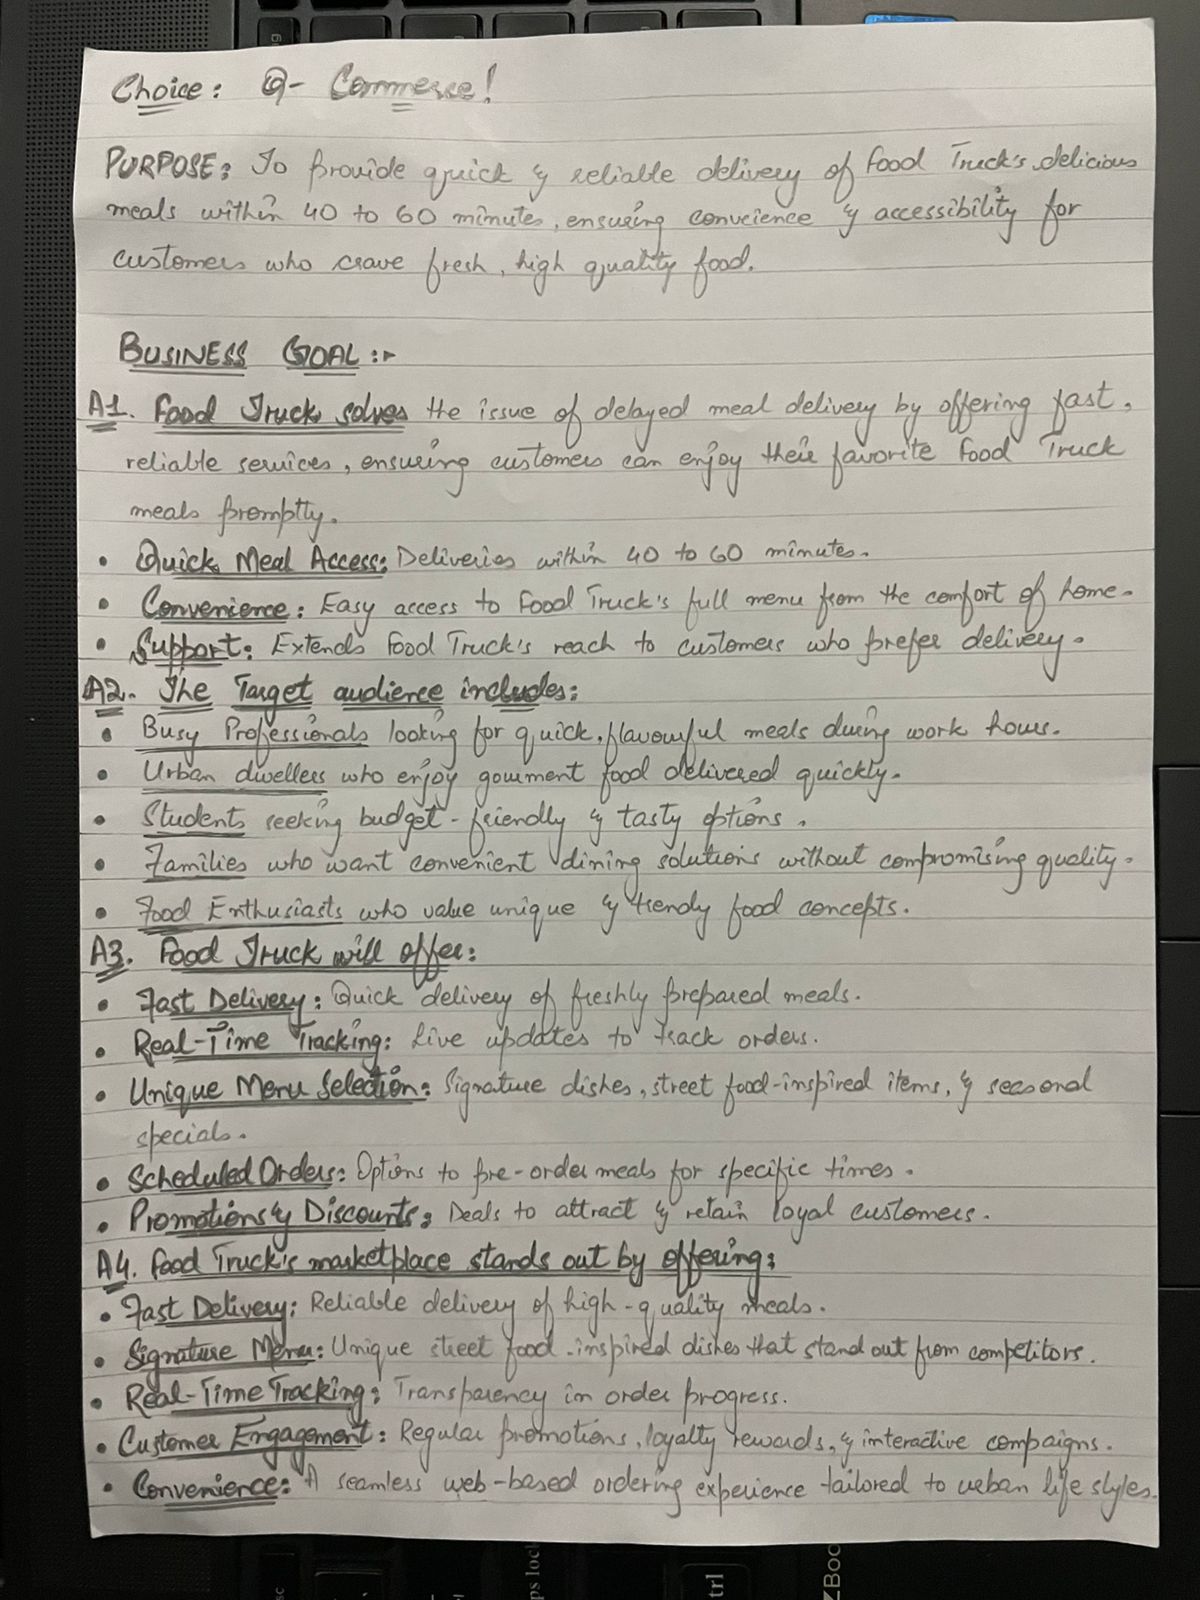 Choice: Q- Commerse!
PURPOSE: To provide quick & reliable delivery of Food Truck's delicious
meals within 40 to 60 minutes, ensuring convcience & accessibility for
customers who crave fresh, high quality food.
BUSINESS GOAL :-
A1. Food Truck solves the issue of delayed meal delivery by offering fast,
reliable services, ensuring customers can enjoy their favorite Food Truck
meals promptly.
• Quick Meal Access: Deliveries within 40 to 60 minutes.
• Convenience: Easy access to Food Truck's full menu from the comfort of home.
• Support: Extends Food Truck's reach to customers who prefer delivery.
A2. The Target audience includes:
• Busy Professionals looking for quick, flavourful meals during work hours.
• Urban dwellers who enjoy gourment food delivered quickly.
• Students seeking budget-friendly & tasty options.
• Families who want convenient dining solutions without compromising quality.
• Food Enthusiasts who value unique & trendy food concepts.
A3. Food Truck will offer:
• Fast Delivery: Quick delivery of freshly prepared meals.
• Real-Time Tracking: Live updates to track orders.
• Unique Menu Selection: Signature dishes, street food-inspired items, & seasonal
specials.
• Scheduled Orders: Options to pre-order meals for specific times.
• Promotions & Discounts: Deals to attract & retain loyal customers.
A4. Food Truck's marketplace stands out by offering:
• Fast Delivery: Reliable delivery of high-quality meals.
• Signature Menu: Unique street food-inspired dishes that stand out from competitors.
• Real-Time Tracking: Transparency in order progress.
• Customer Engagement: Regular promotions, loyalty rewards, & interactive compaigns.
• Convenience: A seamless web-based ordering experience tailored to urban life styles.
ps lock
ctrl
ZBoo